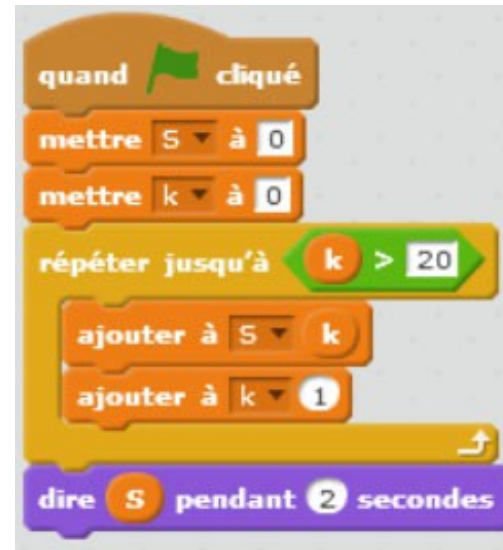 quand cliqué
mettre S à 0
mettre k à 0
répéter jusqu'à k > 20
ajouter à S k
ajouter à k 1
dire S pendant 2 secondes